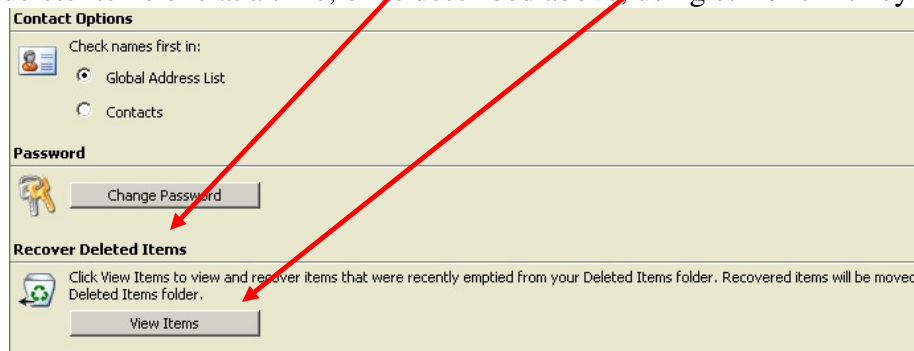 Contact Options
Check names first in:
Global Address List
Contacts
Password
Change Password
Recover Deleted Items
Click View Items to view and recover items that were recently emptied from your Deleted Items folder. Recovered items will be moved
Deleted Items folder.
View Items